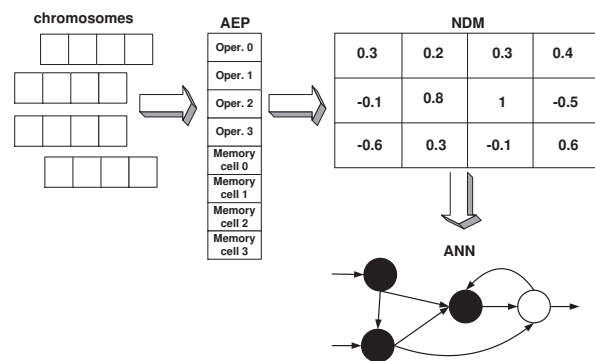 chromosomes
AEP
NDM
Oper. 0
Oper. 1
Oper. 2
Oper. 3
Memory
cell 0
Memory
cell 1
Memory
cell 2
Memory
cell 3
0.3 0.2 0.3 0.4
-0.1 0.8 1 -0.5
-0.6 0.3 -0.1 0.6
ANN